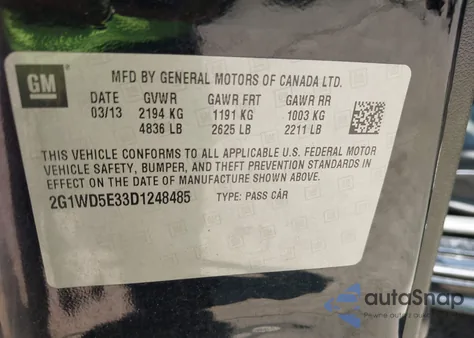 GM
MFD BY GENERAL MOTORS OF CANADA LTD.
DATE GVWR GAWR FRT GAWR RR
03/13 2194 KG 1191 KG 1003 KG
4836 LB 2625 LB 2211 LB
THIS VEHICLE CONFORMS TO ALL APPLICABLE U.S. FEDERAL MOTOR
VEHICLE SAFETY, BUMPER, AND THEFT PREVENTION STANDARDS IN
EFFECT ON THE DATE OF MANUFACTURE SHOWN ABOVE.
2G1WD5E33D1248485 TYPE: PASS CAR
autoSnap